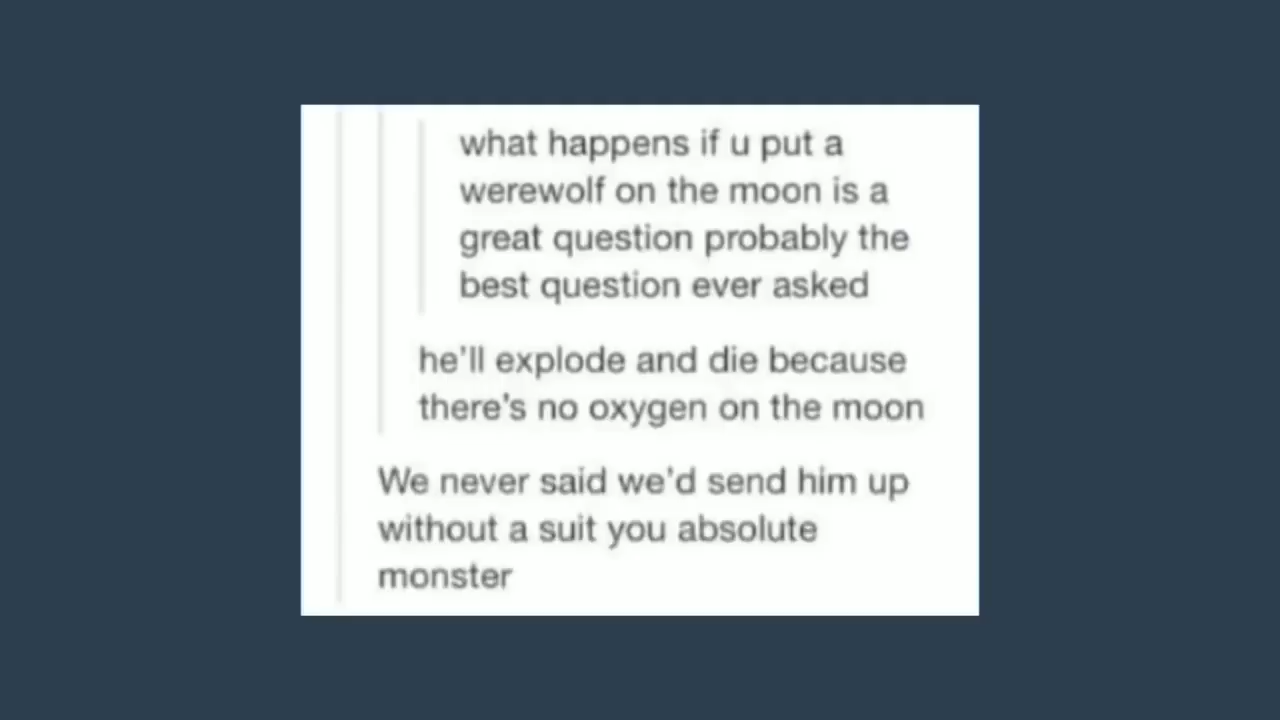 what happens if u put a
werewolf on the moon is a
great question probably the
best question ever asked
he'll explode and die because
there's no oxygen on the moon
We never said we'd send him up
without a suit you absolute
monster